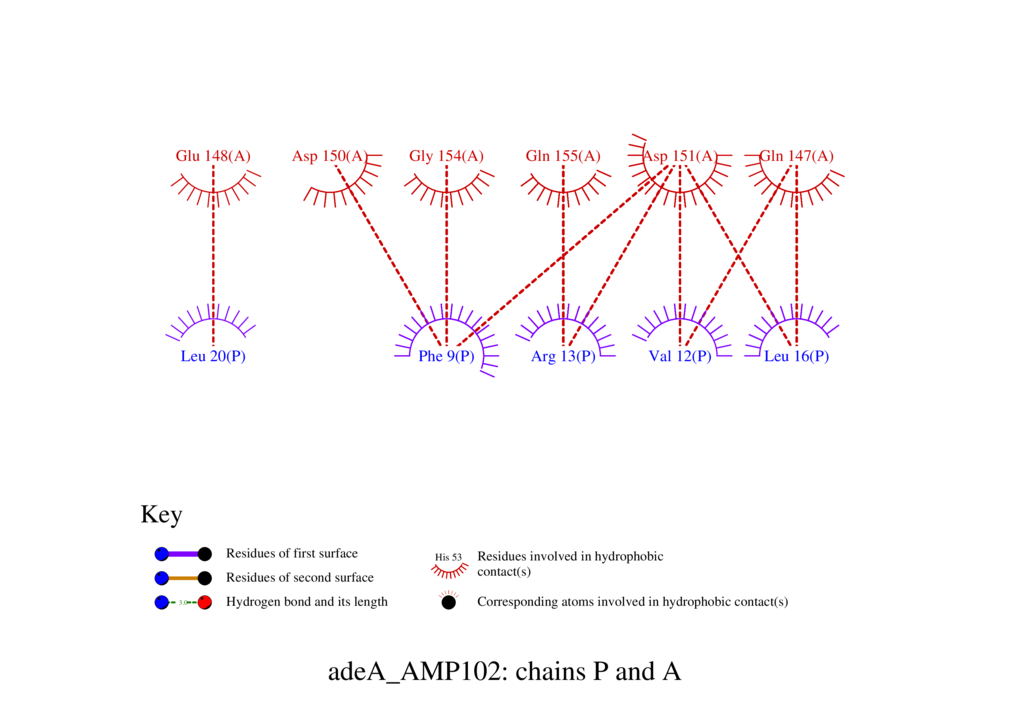 Glu 148(A) Asp 150(A) Gly 154(A) Gln 155(A) Asp 151(A) Gln 147(A)
Leu 20(P) Phe 9(P) Arg 13(P) Val 12(P) Leu 16(P)
Key
Residues of first surface
Residues of second surface
3.0 Hydrogen bond and its length
His 53 Residues involved in hydrophobic
contact(s)
Corresponding atoms involved in hydrophobic contact(s)
adeA_AMP102: chains P and A